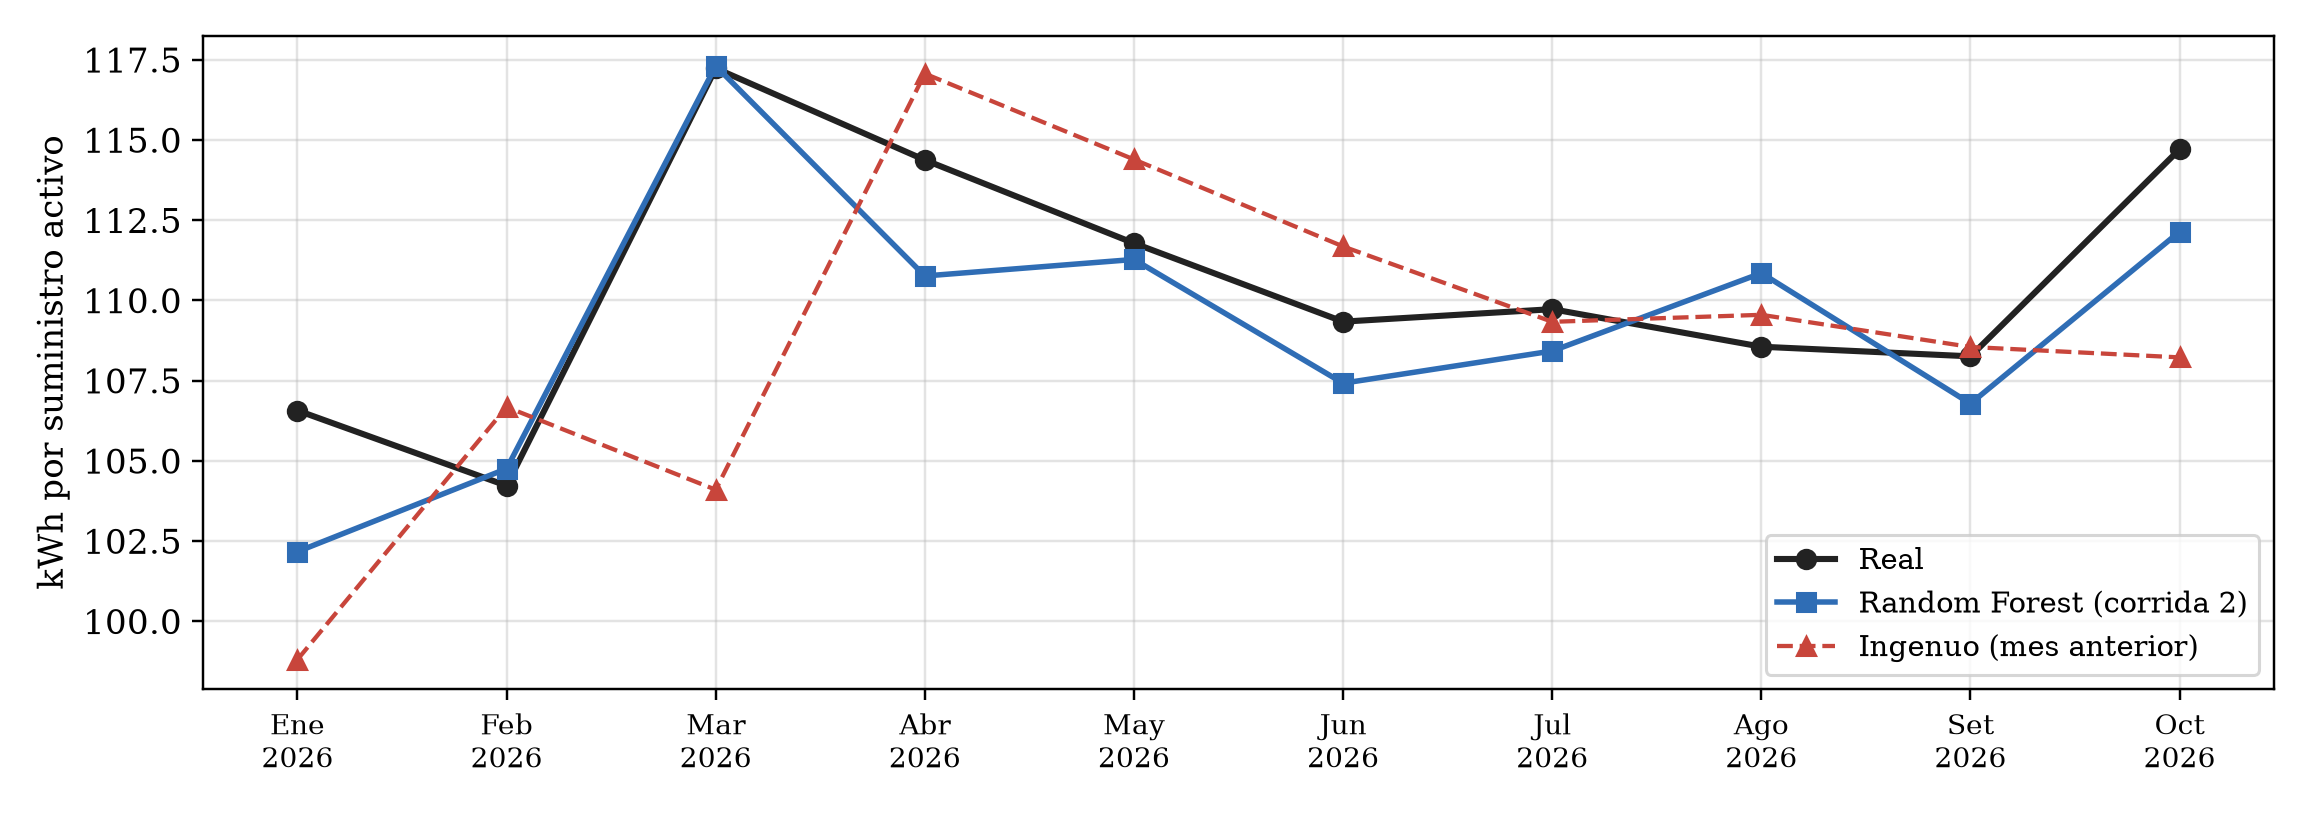 kWh por suministro activo
117.5
115.0
112.5
110.0
107.5
105.0
102.5
100.0
Real
Random Forest (corrida 2)
Ingenuo (mes anterior)
Ene Feb Mar Abr May Jun Jul Ago Set Oct
2026 2026 2026 2026 2026 2026 2026 2026 2026 2026